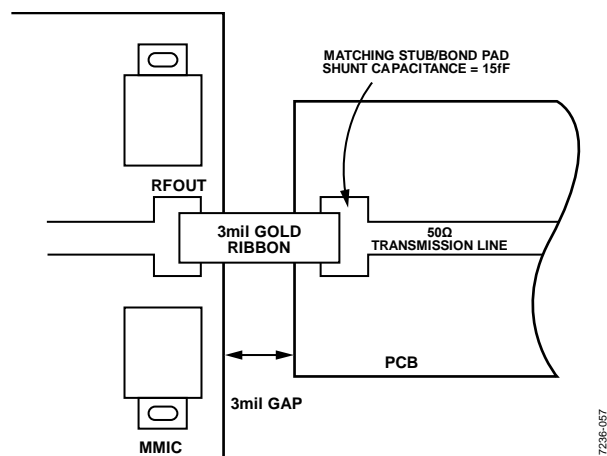 MATCHING STUB/BOND PAD
SHUNT CAPACITANCE = 15fF
RFOUT
3mil GOLD
RIBBON
50Ω
TRANSMISSION LINE
PCB
3mil GAP
MMIC
7236-057